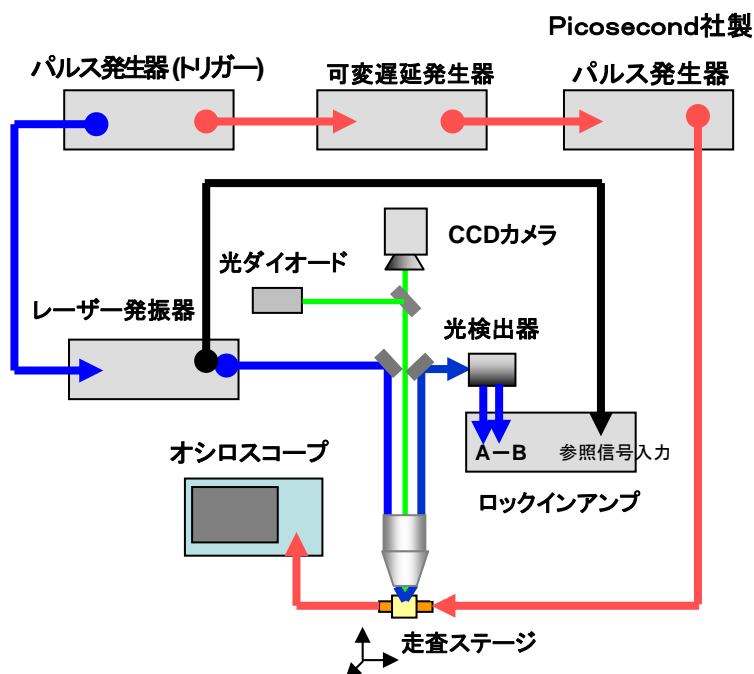 Picosecond社製
パルス発生器(トリガー)
可変遅延発生器
パルス発生器
CCDカメラ
光ダイオード
レーザー発振器
光検出器
オシロスコープ
A－B
参照信号入力
ロックインアンプ
走査ステージ